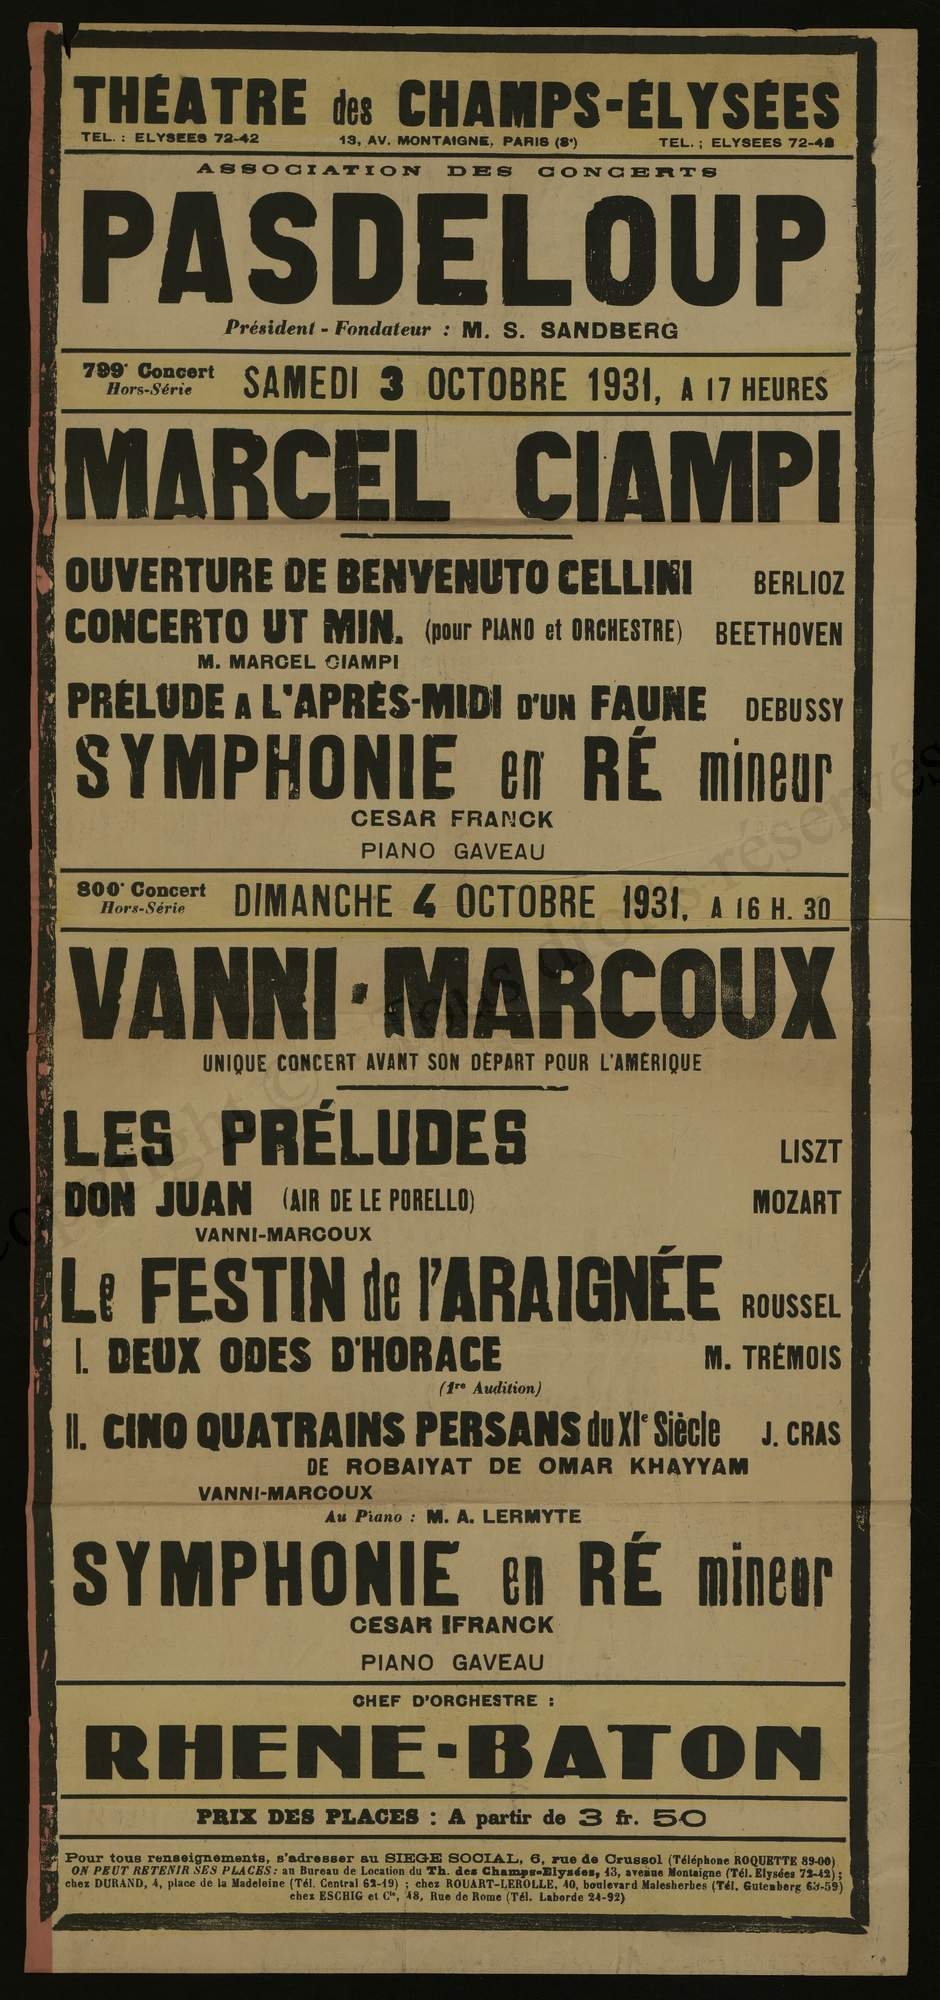 THÉATRE des CHAMPS-ÉLYSÉES
TEL. : ELYSEES 72-42 13, AV. MONTAIGNE, PARIS (8ᵉ) TEL. ; ELYSEES 72-42
ASSOCIATION DES CONCERTS
PASDELOUP
Président - Fondateur : M. S. SANDBERG
799ᵉ Concert
Hors-Série
SAMEDI 3 OCTOBRE 1931, A 17 HEURES
MARCEL CIAMPI
OUVERTURE DE BENVENUTO CELLINI BERLIOZ
CONCERTO UT MIN. (pour PIANO et ORCHESTRE) BEETHOVEN
M. MARCEL CIAMPI
PRÉLUDE A L'APRÈS-MIDI D'UN FAUNE DEBUSSY
SYMPHONIE en RÉ mineur
CESAR FRANCK
PIANO GAVEAU
800ᵉ Concert
Hors-Série
DIMANCHE 4 OCTOBRE 1931, A 16 H. 30
VANNI-MARCOUX
UNIQUE CONCERT AVANT SON DÉPART POUR L'AMÉRIQUE
LES PRÉLUDES LISZT
DON JUAN (AIR DE LE PORELLO) MOZART
VANNI-MARCOUX
Le FESTIN de l'ARAIGNÉE ROUSSEL
I. DEUX ODES D'HORACE M. TRÉMOIS
(1ʳᵉ Audition)
II. CINQ QUATRAINS PERSANS du XIᵉ Siècle J. CRAS
DE ROBAIYAT DE OMAR KHAYYAM
VANNI-MARCOUX
Au Piano : M. A. LERMYTE
SYMPHONIE en RÉ mineur
CESAR FRANCK
PIANO GAVEAU
CHEF D'ORCHESTRE :
RHENE-BATON
PRIX DES PLACES : A partir de 3 fr. 50
Pour tous renseignements, s'adresser au SIEGE SOCIAL, 6, rue de Crussol (Téléphone ROQUETTE 89-00)
ON PEUT RETENIR SES PLACES : au Bureau de Location du Th. des Champs-Elysées, 13, avenue Montaigne (Tél. Elysées 72-42) ;
chez DURAND, 4, place de la Madeleine (Tél. Central 62-19) ; chez ROUART-LEROLLE, 40, boulevard Malesherbes (Tél. Gutenberg 63-59)
chez ESCHIG et Cⁱᵉ, 48, Rue de Rome (Tél. Laborde 24-92)
Copyright © Tous droits réservés